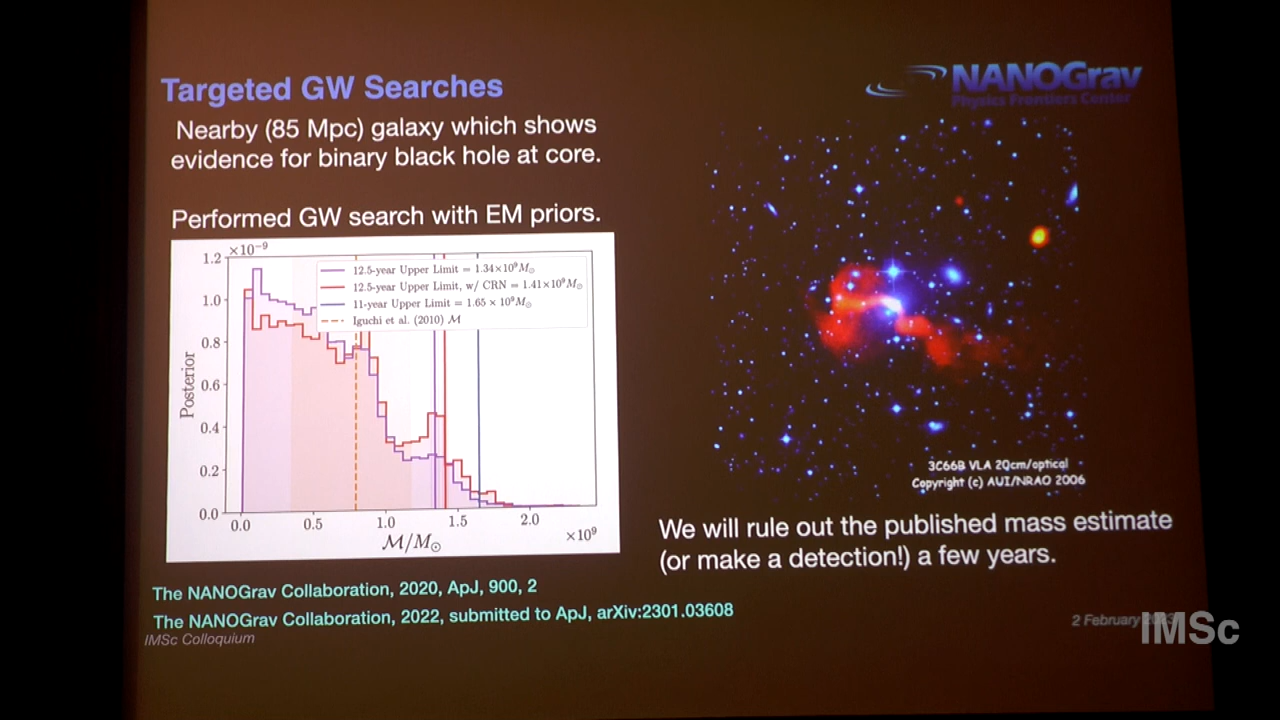 Targeted GW Searches
NANOGrav
Physics Frontiers Center
Nearby (85 Mpc) galaxy which shows
evidence for binary black hole at core.
Performed GW search with EM priors.
×10⁻⁹
1.2
1.0
0.8
0.6
0.4
0.2
0.0
Posterior
12.5-year Upper Limit = 1.34×10⁹M☉
12.5-year Upper Limit, w/ CRN = 1.41×10⁹M☉
11-year Upper Limit = 1.65 × 10⁹M☉
Iguchi et al. (2010) ℳ
0.0 0.5 1.0 1.5 2.0
×10⁹
ℳ/M☉
3C66B VLA 20cm/optical
Copyright (c) AUI/NRAO 2006
We will rule out the published mass estimate
(or make a detection!) a few years.
The NANOGrav Collaboration, 2020, ApJ, 900, 2
The NANOGrav Collaboration, 2022, submitted to ApJ, arXiv:2301.03608
IMSc Colloquium
2 February
IMSc